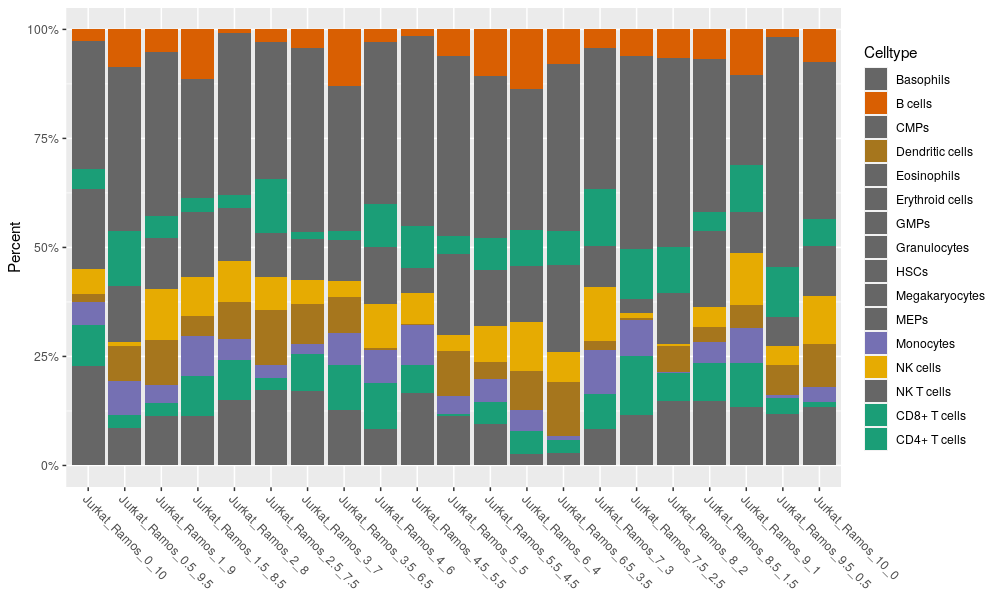 100%
75%
50%
25%
0%
Percent
Jurkat_Ramos_0_10
Jurkat_Ramos_0.5_9.5
Jurkat_Ramos_1_9
Jurkat_Ramos_1.5_8.5
Jurkat_Ramos_2_8
Jurkat_Ramos_2.5_7.5
Jurkat_Ramos_3_7
Jurkat_Ramos_3.5_6.5
Jurkat_Ramos_4_6
Jurkat_Ramos_4.5_5.5
Jurkat_Ramos_5_5
Jurkat_Ramos_5.5_4.5
Jurkat_Ramos_6_4
Jurkat_Ramos_6.5_3.5
Jurkat_Ramos_7_3
Jurkat_Ramos_7.5_2.5
Jurkat_Ramos_8_2
Jurkat_Ramos_8.5_1.5
Jurkat_Ramos_9_1
Jurkat_Ramos_9.5_0.5
Jurkat_Ramos_10_0
Celltype
Basophils
B cells
CMPs
Dendritic cells
Eosinophils
Erythroid cells
GMPs
Granulocytes
HSCs
Megakaryocytes
MEPs
Monocytes
NK cells
NK T cells
CD8+ T cells
CD4+ T cells